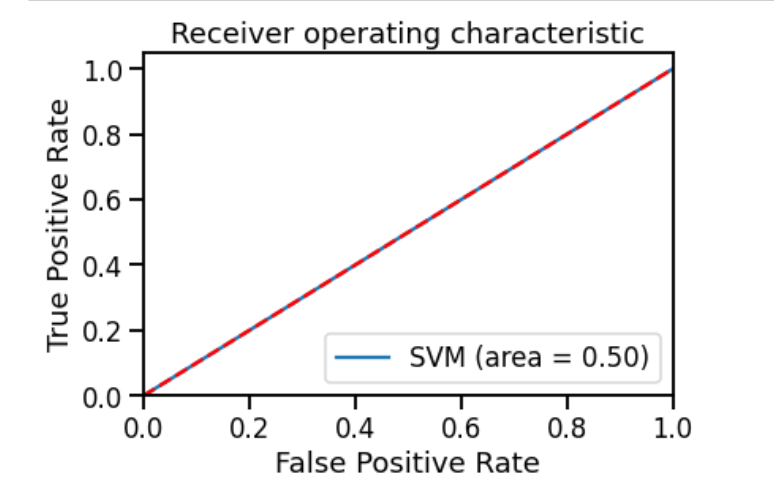 Receiver operating characteristic
True Positive Rate
1.0
0.8
0.6
0.4
0.2
0.0
SVM (area = 0.50)
0.0 0.2 0.4 0.6 0.8 1.0
False Positive Rate